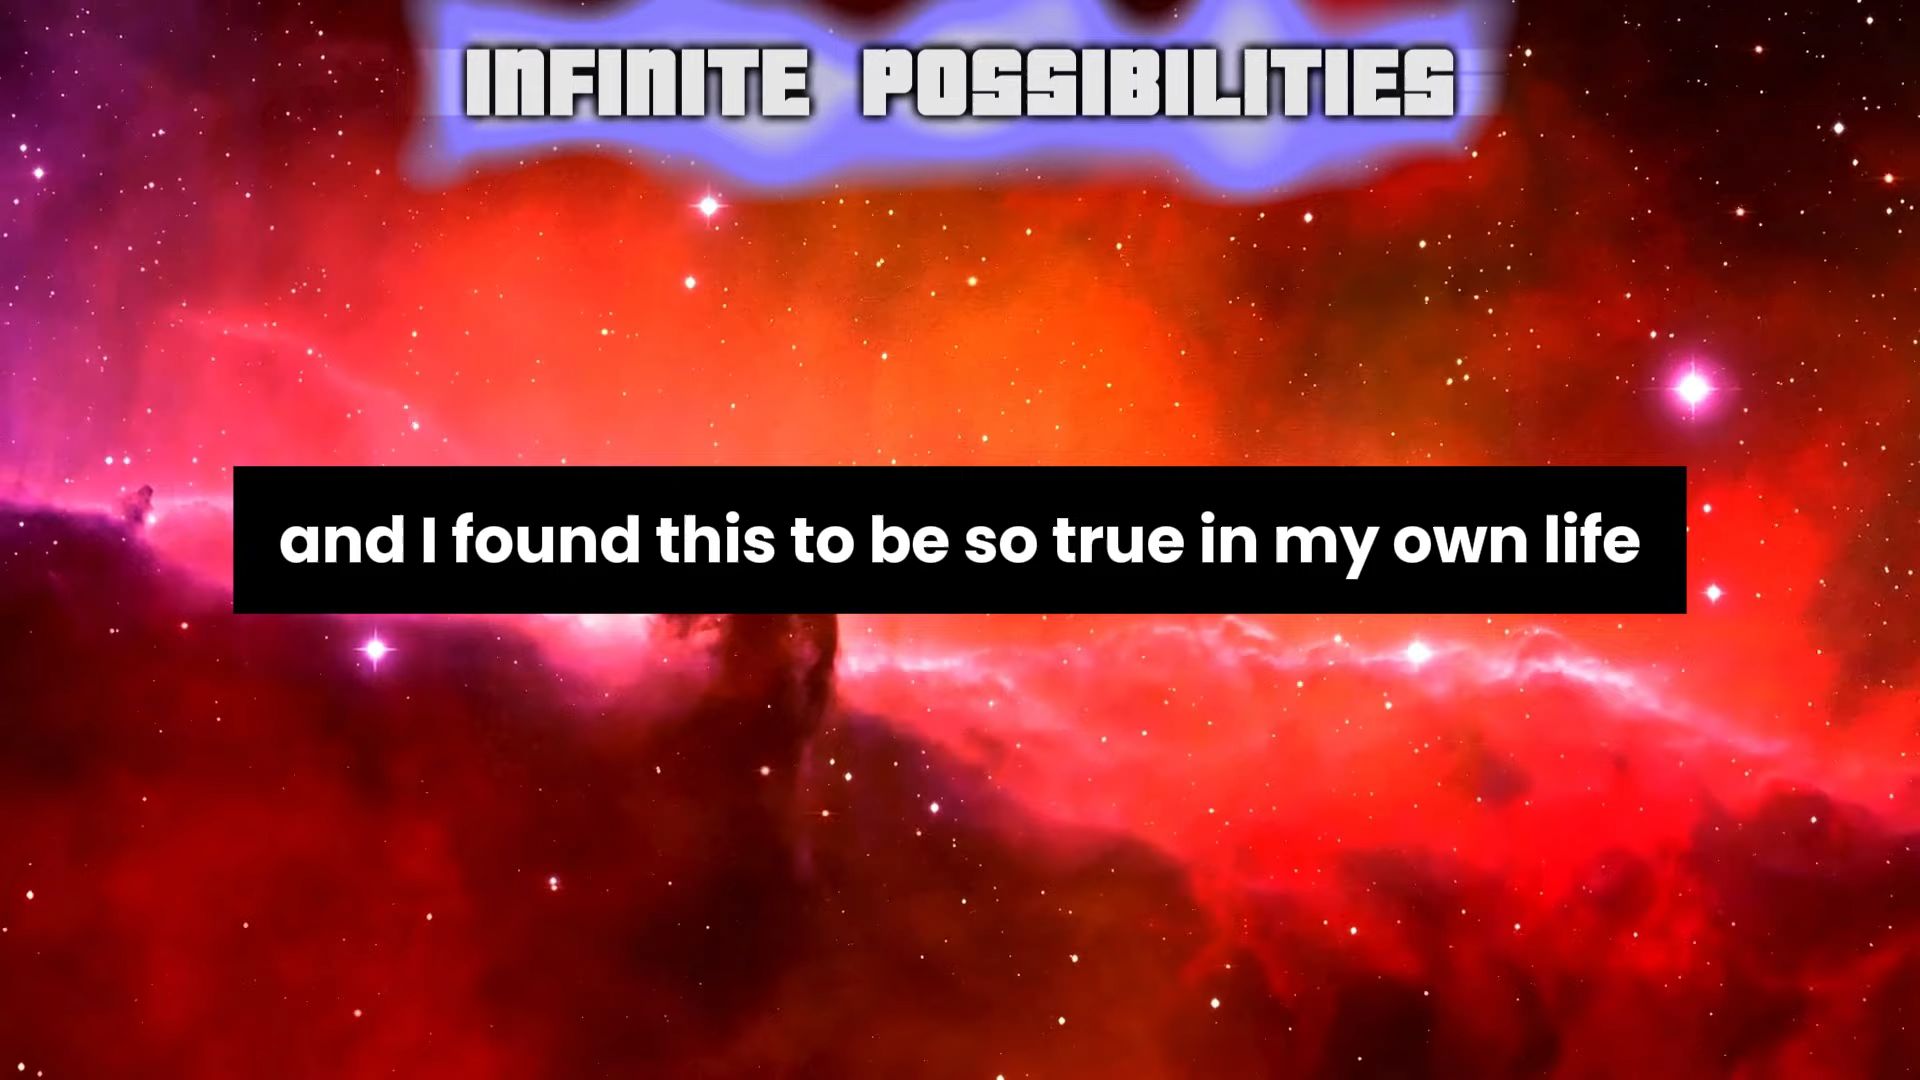 INFINITE POSSIBILITIES
and I found this to be so true in my own life